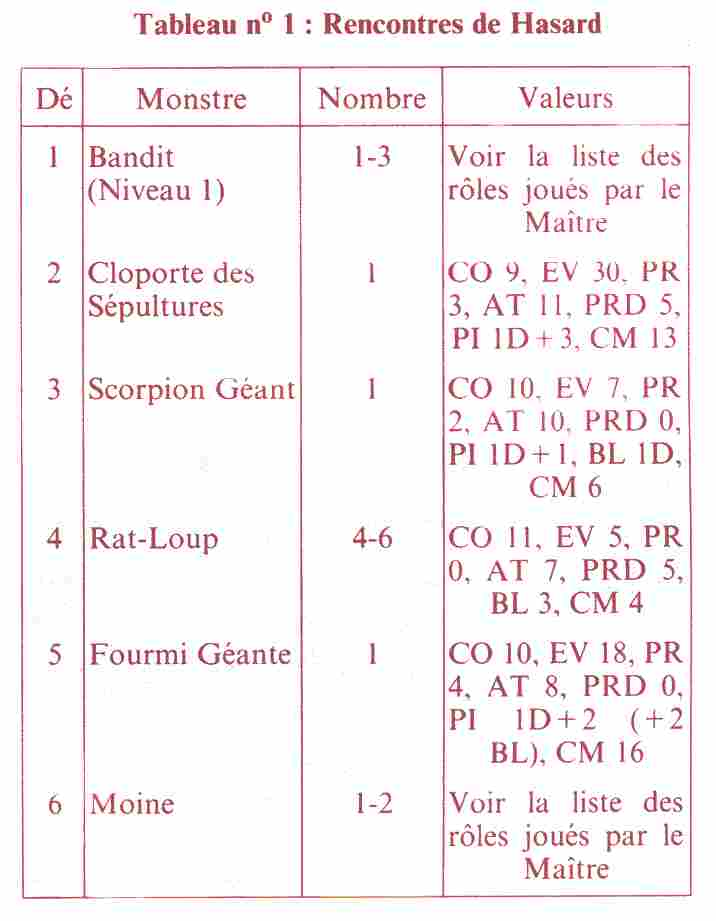 Tableau nº 1 : Rencontres de Hasard
Dé Monstre Nombre Valeurs
1 Bandit 1-3 Voir la liste des
(Niveau 1) rôles joués par le
Maître
2 Cloporte des 1 CO 9, EV 30, PR
Sépultures 3, AT 11, PRD 5,
PI 1D + 3, CM 13
3 Scorpion Géant 1 CO 10, EV 7, PR
2, AT 10, PRD 0,
PI 1D + 1, BL 1D,
CM 6
4 Rat-Loup 4-6 CO 11, EV 5, PR
0, AT 7, PRD 5,
BL 3, CM 4
5 Fourmi Géante 1 CO 10, EV 18, PR
4, AT 8, PRD 0,
PI 1D+2 (+2
BL), CM 16
6 Moine 1-2 Voir la liste des
rôles joués par le
Maître